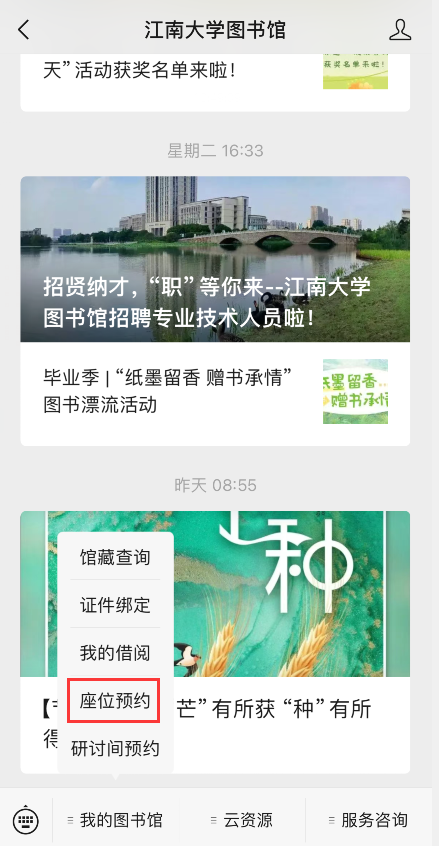 江南大学图书馆
天”活动获奖名单来啦！
获奖名单来啦！
星期二 16:33
招贤纳才，“职”等你来--江南大学
图书馆招聘专业技术人员啦！
毕业季 | “纸墨留香 赠书承情”
图书漂流活动
纸墨留香
赠书承情
昨天 08:55
种
馆藏查询
证件绑定
我的借阅
座位预约
研讨间预约
芒”有所获 “种”有所
得
我的图书馆
云资源
服务咨询